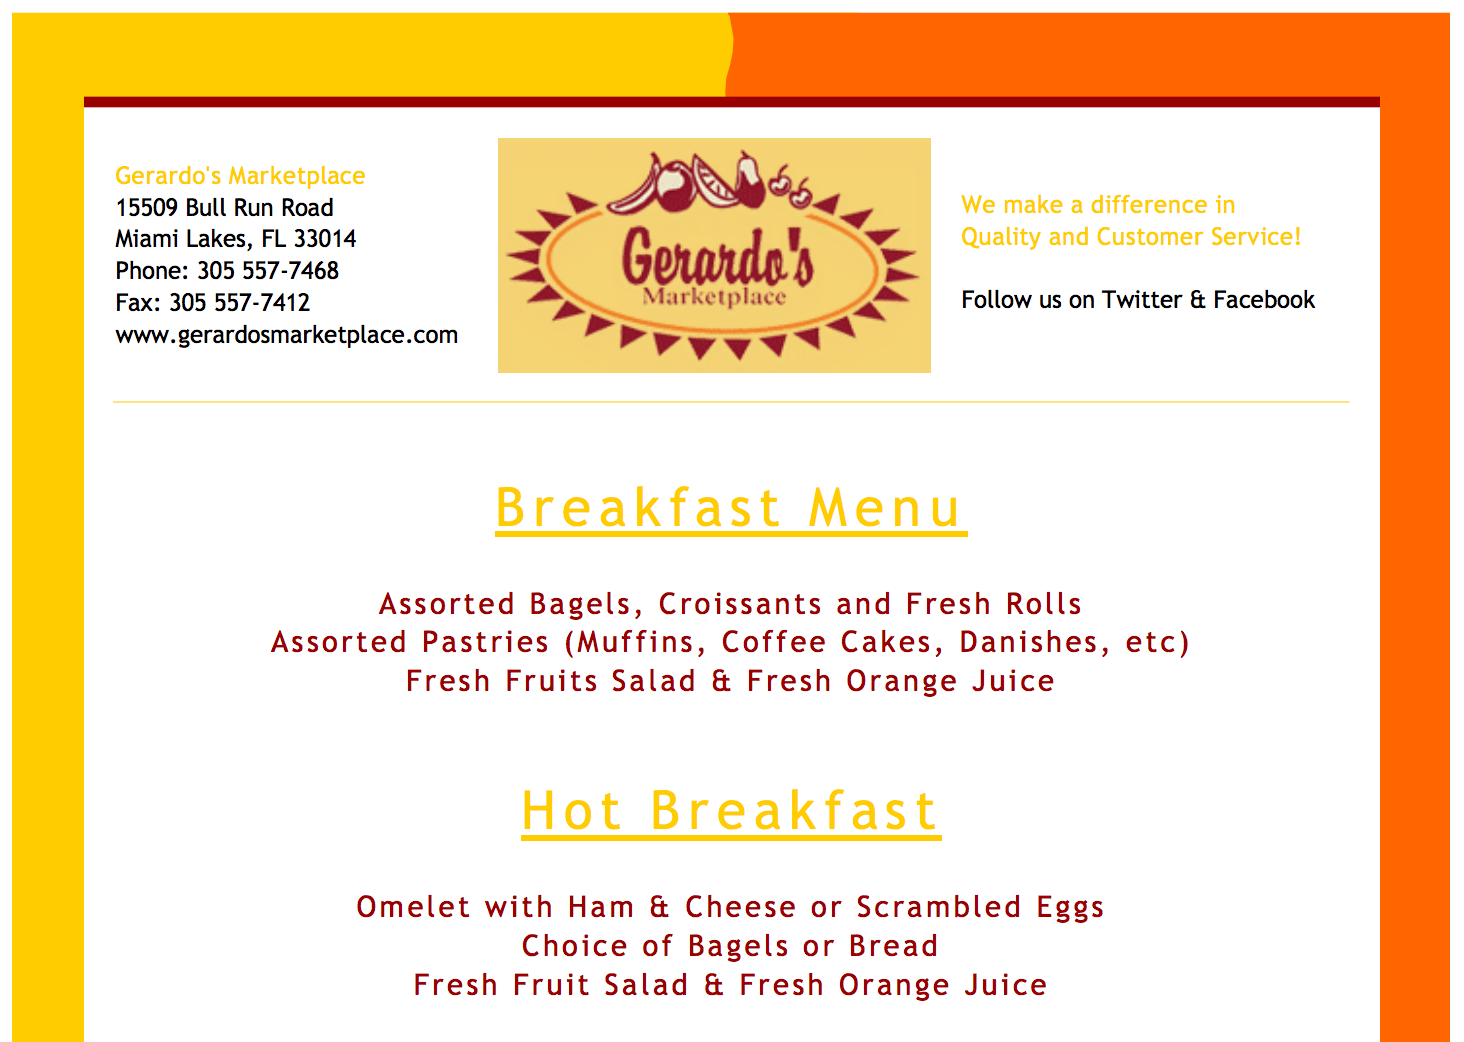 Gerardo's Marketplace
15509 Bull Run Road
Miami Lakes, FL 33014
Phone: 305 557-7468
Fax: 305 557-7412
www.gerardosmarketplace.com
Gerardo's
Marketplace
We make a difference in
Quality and Customer Service!
Follow us on Twitter & Facebook
Breakfast Menu
Assorted Bagels, Croissants and Fresh Rolls
Assorted Pastries (Muffins, Coffee Cakes, Danishes, etc)
Fresh Fruits Salad & Fresh Orange Juice
Hot Breakfast
Omelet with Ham & Cheese or Scrambled Eggs
Choice of Bagels or Bread
Fresh Fruit Salad & Fresh Orange Juice